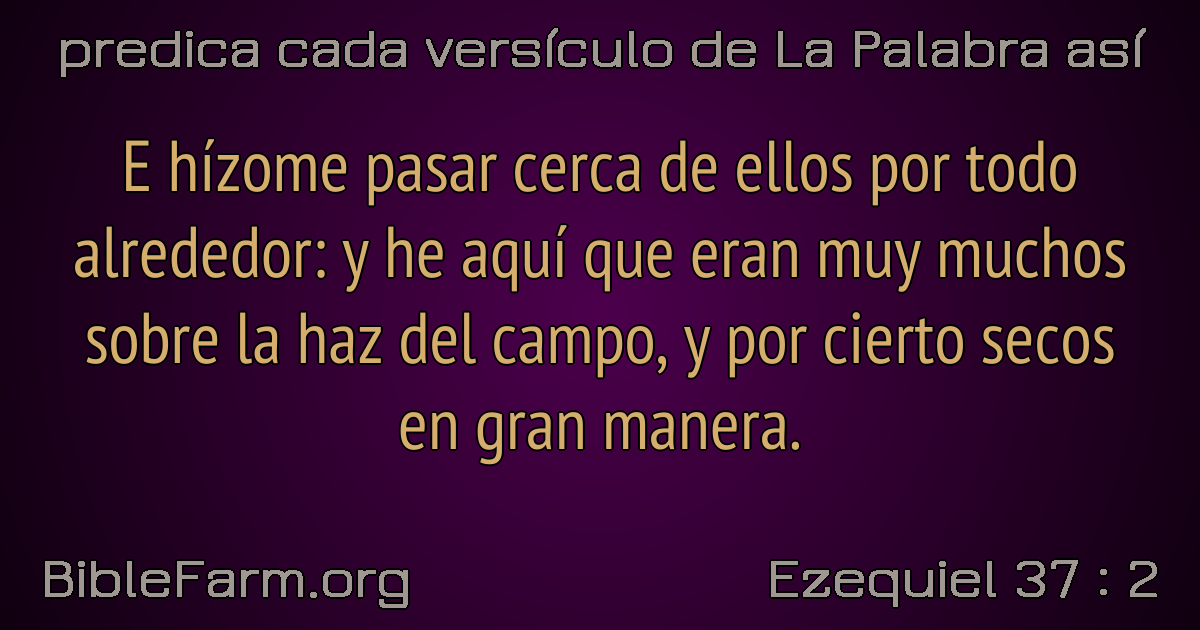 predica cada versículo de La Palabra así
E hízome pasar cerca de ellos por todo
alrededor: y he aquí que eran muy muchos
sobre la haz del campo, y por cierto secos
en gran manera.
BibleFarm.org
Ezequiel 37 : 2